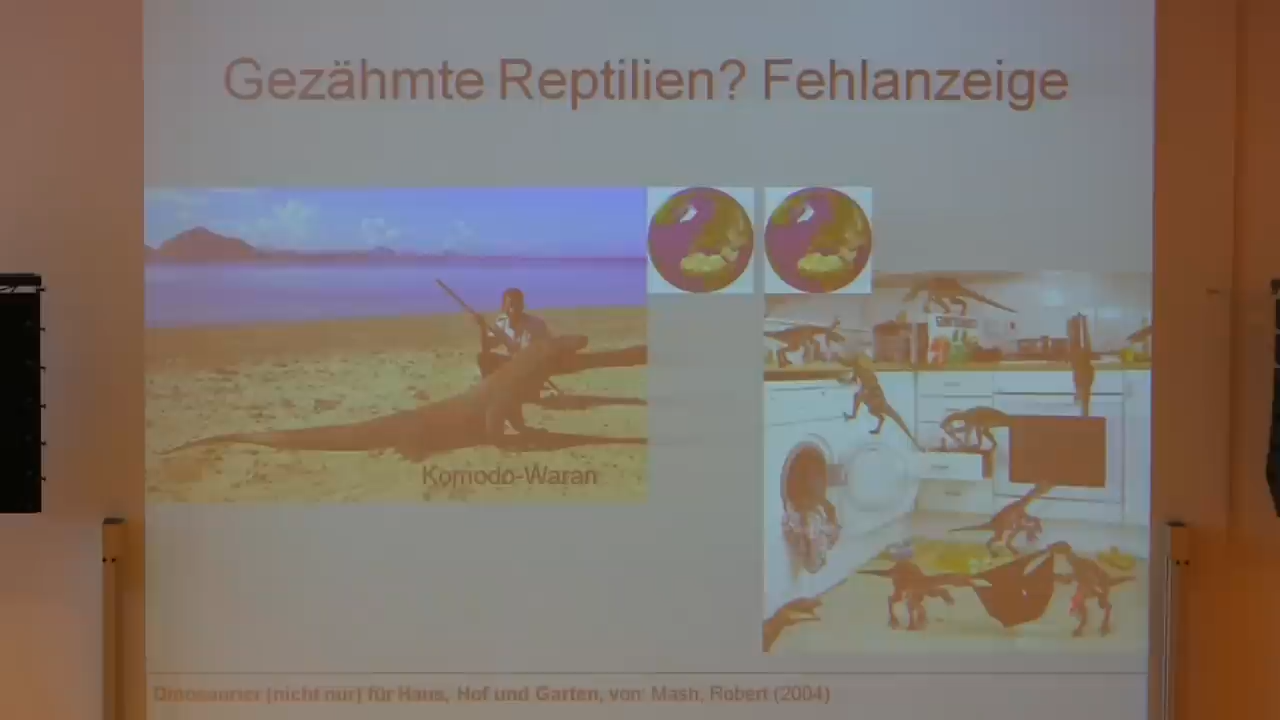 Gezähmte Reptilien? Fehlanzeige
Komodo-Waran
Dinosaurier (nicht nur) für Haus, Hof und Garten, von: Mash, Robert (2004)